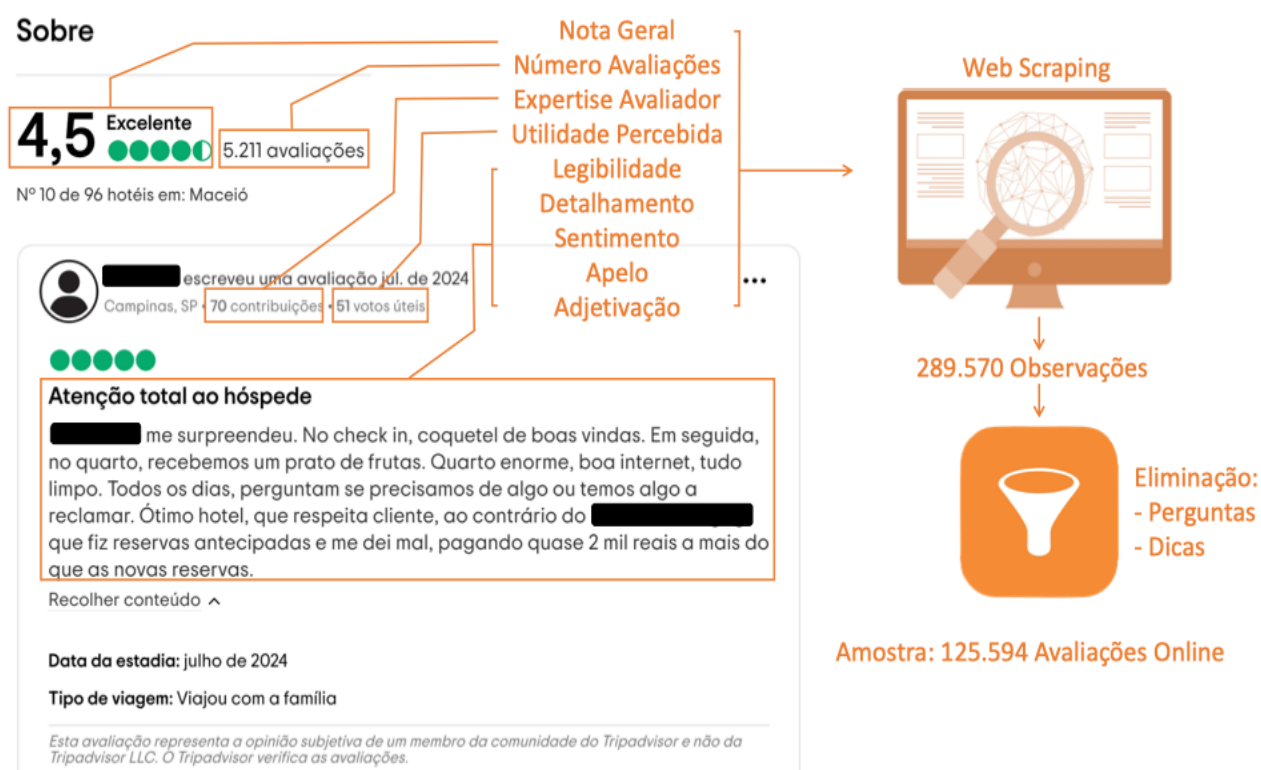 Sobre
4,5 Excelente
5.211 avaliações
Nº 10 de 96 hotéis em: Maceió
escreveu uma avaliação jul. de 2024
Campinas, SP • 70 contribuições • 51 votos úteis
Atenção total ao hóspede
me surpreendeu. No check in, coquetel de boas vindas. Em seguida,
no quarto, recebemos um prato de frutas. Quarto enorme, boa internet, tudo
limpo. Todos os dias, perguntam se precisamos de algo ou temos algo a
reclamar. Ótimo hotel, que respeita cliente, ao contrário do
que fiz reservas antecipadas e me dei mal, pagando quase 2 mil reais a mais do
que as novas reservas.
Recolher conteúdo
Data da estadia: julho de 2024
Tipo de viagem: Viajou com a família
Esta avaliação representa a opinião subjetiva de um membro da comunidade do Tripadvisor e não da
Tripadvisor LLC. O Tripadvisor verifica as avaliações.
Nota Geral
Número Avaliações
Expertise Avaliador
Utilidade Percebida
Legibilidade
Detalhamento
Sentimento
Apelo
Adjetivação
Web Scraping
289.570 Observações
Eliminação:
- Perguntas
- Dicas
Amostra: 125.594 Avaliações Online